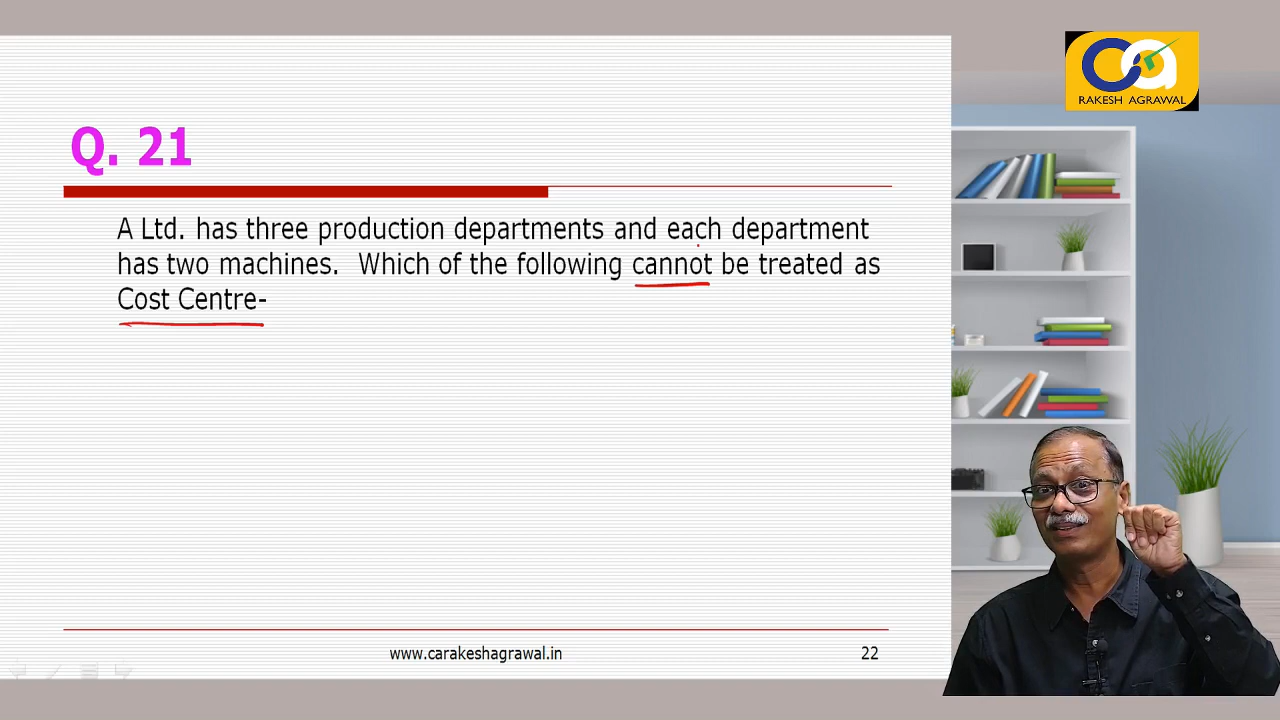 RAKESH AGRAWAL
Q. 21
A Ltd. has three production departments and each department
has two machines. Which of the following cannot be treated as
Cost Centre-
www.carakeshagrawal.in
22